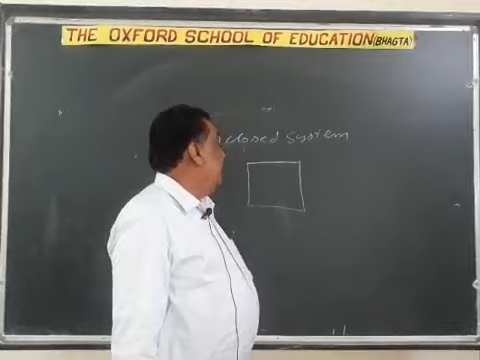 THE OXFORD SCHOOL OF EDUCATION (BHAGTA)
closed system